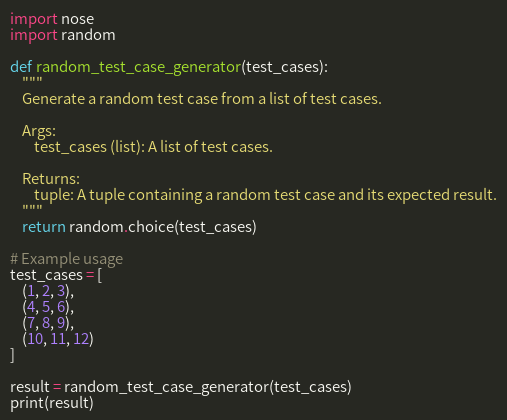 import nose
import random

def random_test_case_generator(test_cases):
    """
    Generate a random test case from a list of test cases.

    Args:
        test_cases (list): A list of test cases.

    Returns:
        tuple: A tuple containing a random test case and its expected result.
    """
    return random.choice(test_cases)

# Example usage
test_cases = [
    (1, 2, 3),
    (4, 5, 6),
    (7, 8, 9),
    (10, 11, 12)
]

result = random_test_case_generator(test_cases)
print(result)